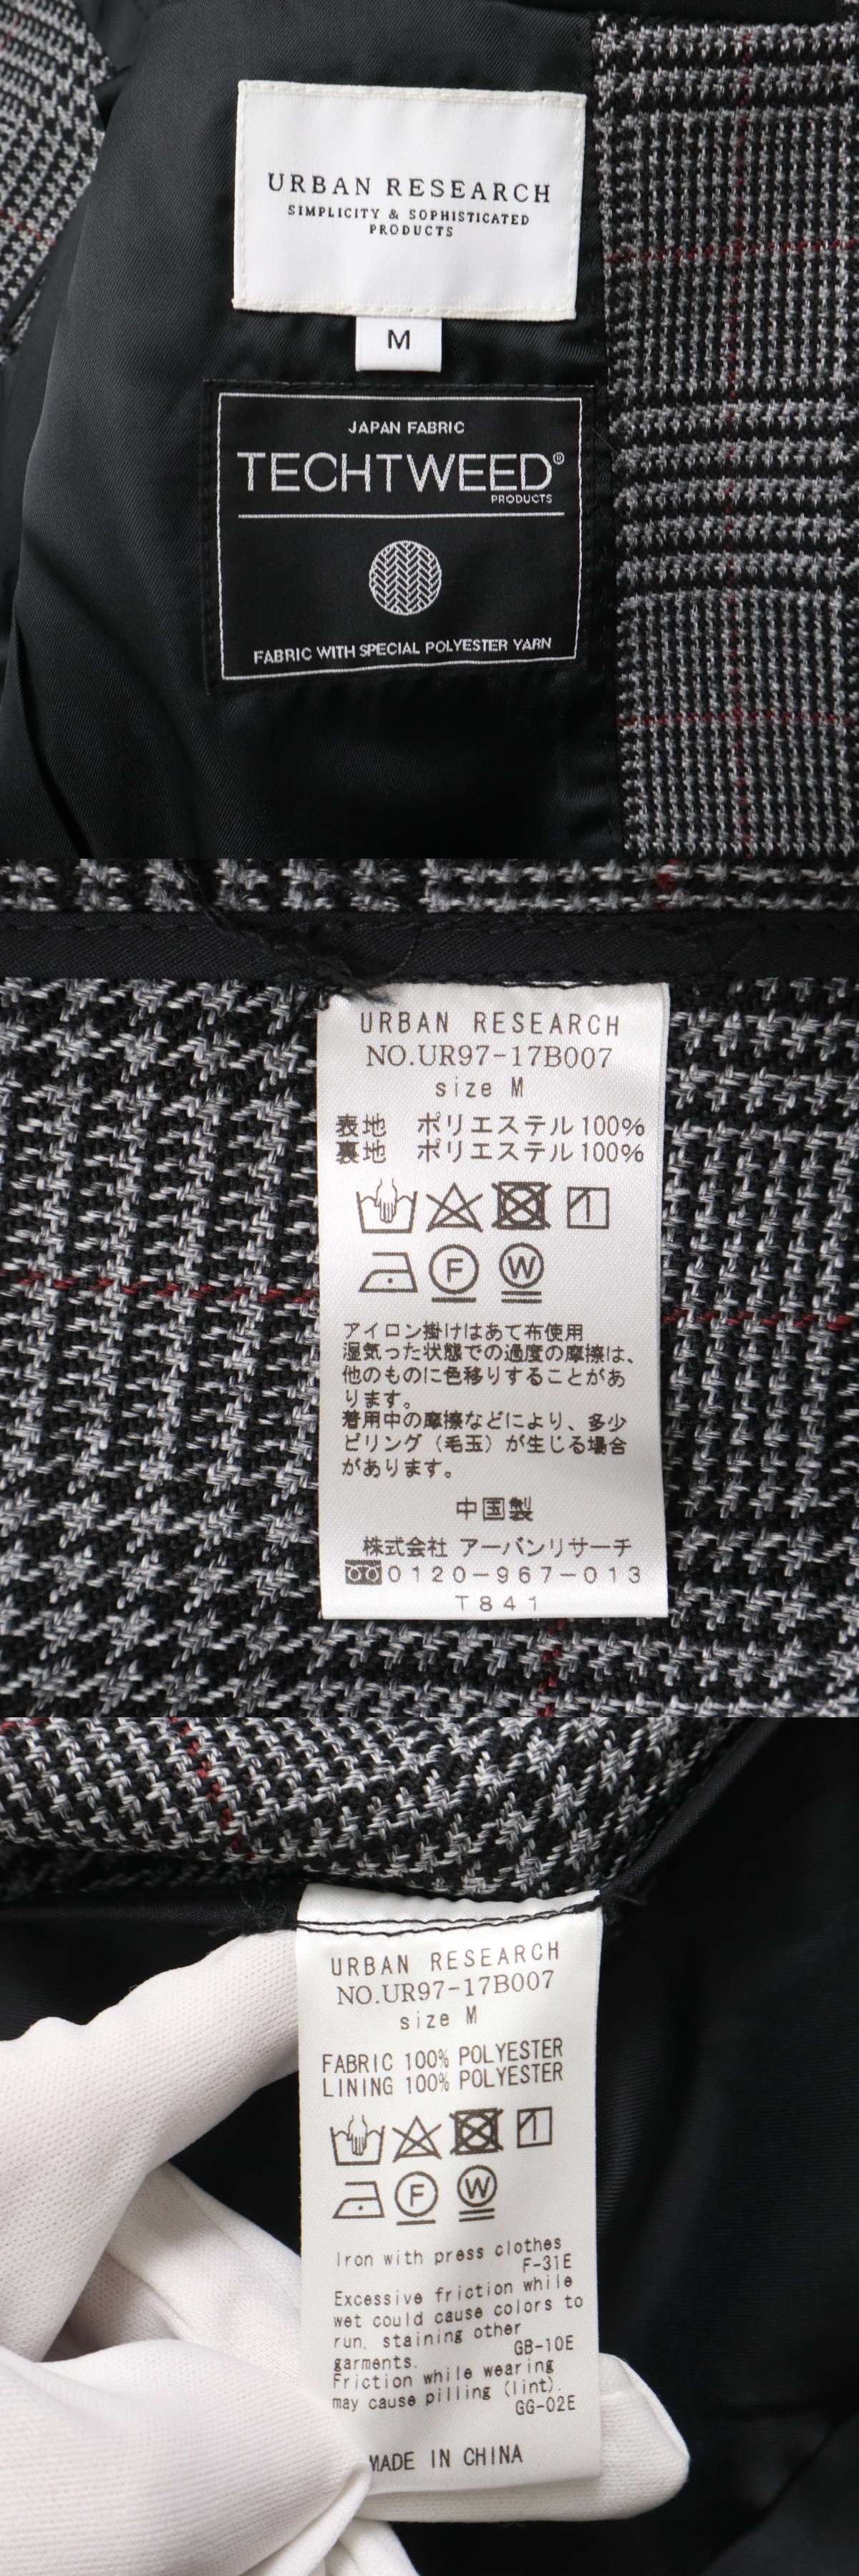 URBAN RESEARCH
SIMPLICITY & SOPHISTICATED
PRODUCTS
M
JAPAN FABRIC
TECHTWEED®
PRODUCTS
FABRIC WITH SPECIAL POLYESTER YARN
URBAN RESEARCH
NO.UR97-17B007
size M
表地 ポリエステル100%
裏地 ポリエステル100%
F W
アイロン掛けはあて布使用
湿気った状態での過度の摩擦は、
他のものに色移りすることがあ
ります。
着用中の摩擦などにより、多少
ピリング（毛玉）が生じる場合
があります。
中国製
株式会社 アーバンリサーチ
0120-967-013
T841
URBAN RESEARCH
NO.UR97-17B007
size M
FABRIC 100% POLYESTER
LINING 100% POLYESTER
F W
Iron with press clothes
F-31E
Excessive friction while
wet could cause colors to
run, staining other
garments.
GB-10E
Friction while wearing
may cause pilling (lint).
GG-02E
MADE IN CHINA